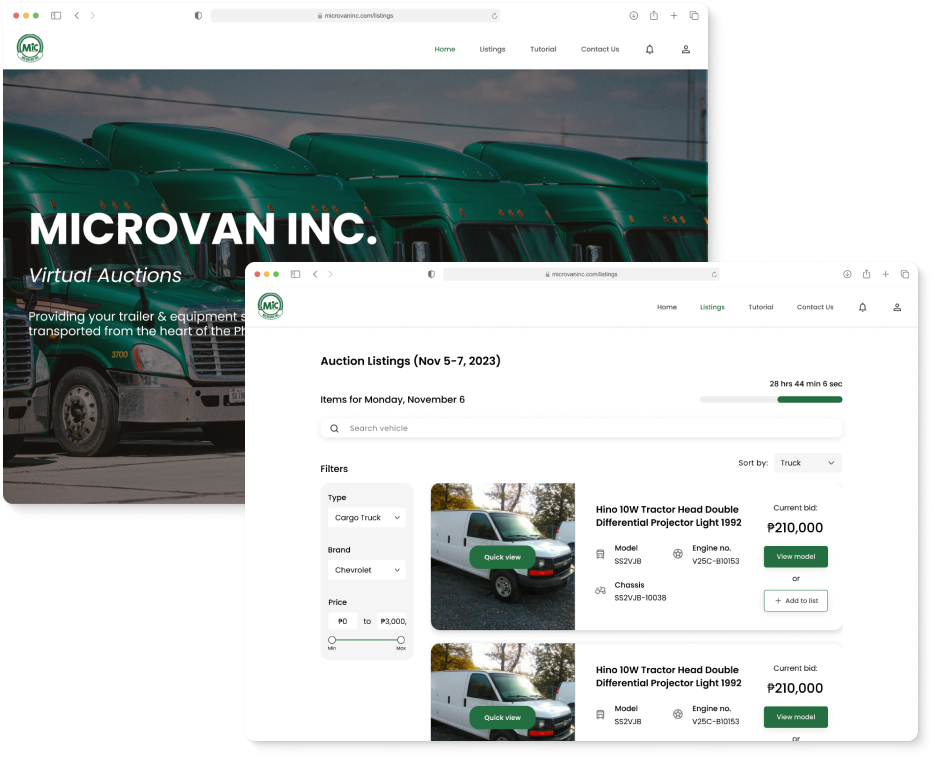 microvaninc.com/listings
MiC
Home
Listings
Tutorial
Contact Us
MICROVAN INC.
Virtual Auctions
Providing your trailer & equipment s
transported from the heart of the Ph
3700
microvaninc.com/listings
MiC
Home
Listings
Tutorial
Contact Us
Auction Listings (Nov 5-7, 2023)
28 hrs 44 min 6 sec
Items for Monday, November 6
Search vehicle
Sort by:
Truck
Filters
Type
Cargo Truck
Brand
Chevrolet
Price
₱0 to ₱3,000,
Min
Max
Quick view
Hino 10W Tractor Head Double
Differential Projector Light 1992
Model
SS2VJB
Engine no.
V25C-B10153
Chassis
SS2VJB-10038
Current bid:
₱210,000
View model
or
+ Add to list
Quick view
Hino 10W Tractor Head Double
Differential Projector Light 1992
Model
SS2VJB
Engine no.
V25C-B10153
Current bid:
₱210,000
View model
or